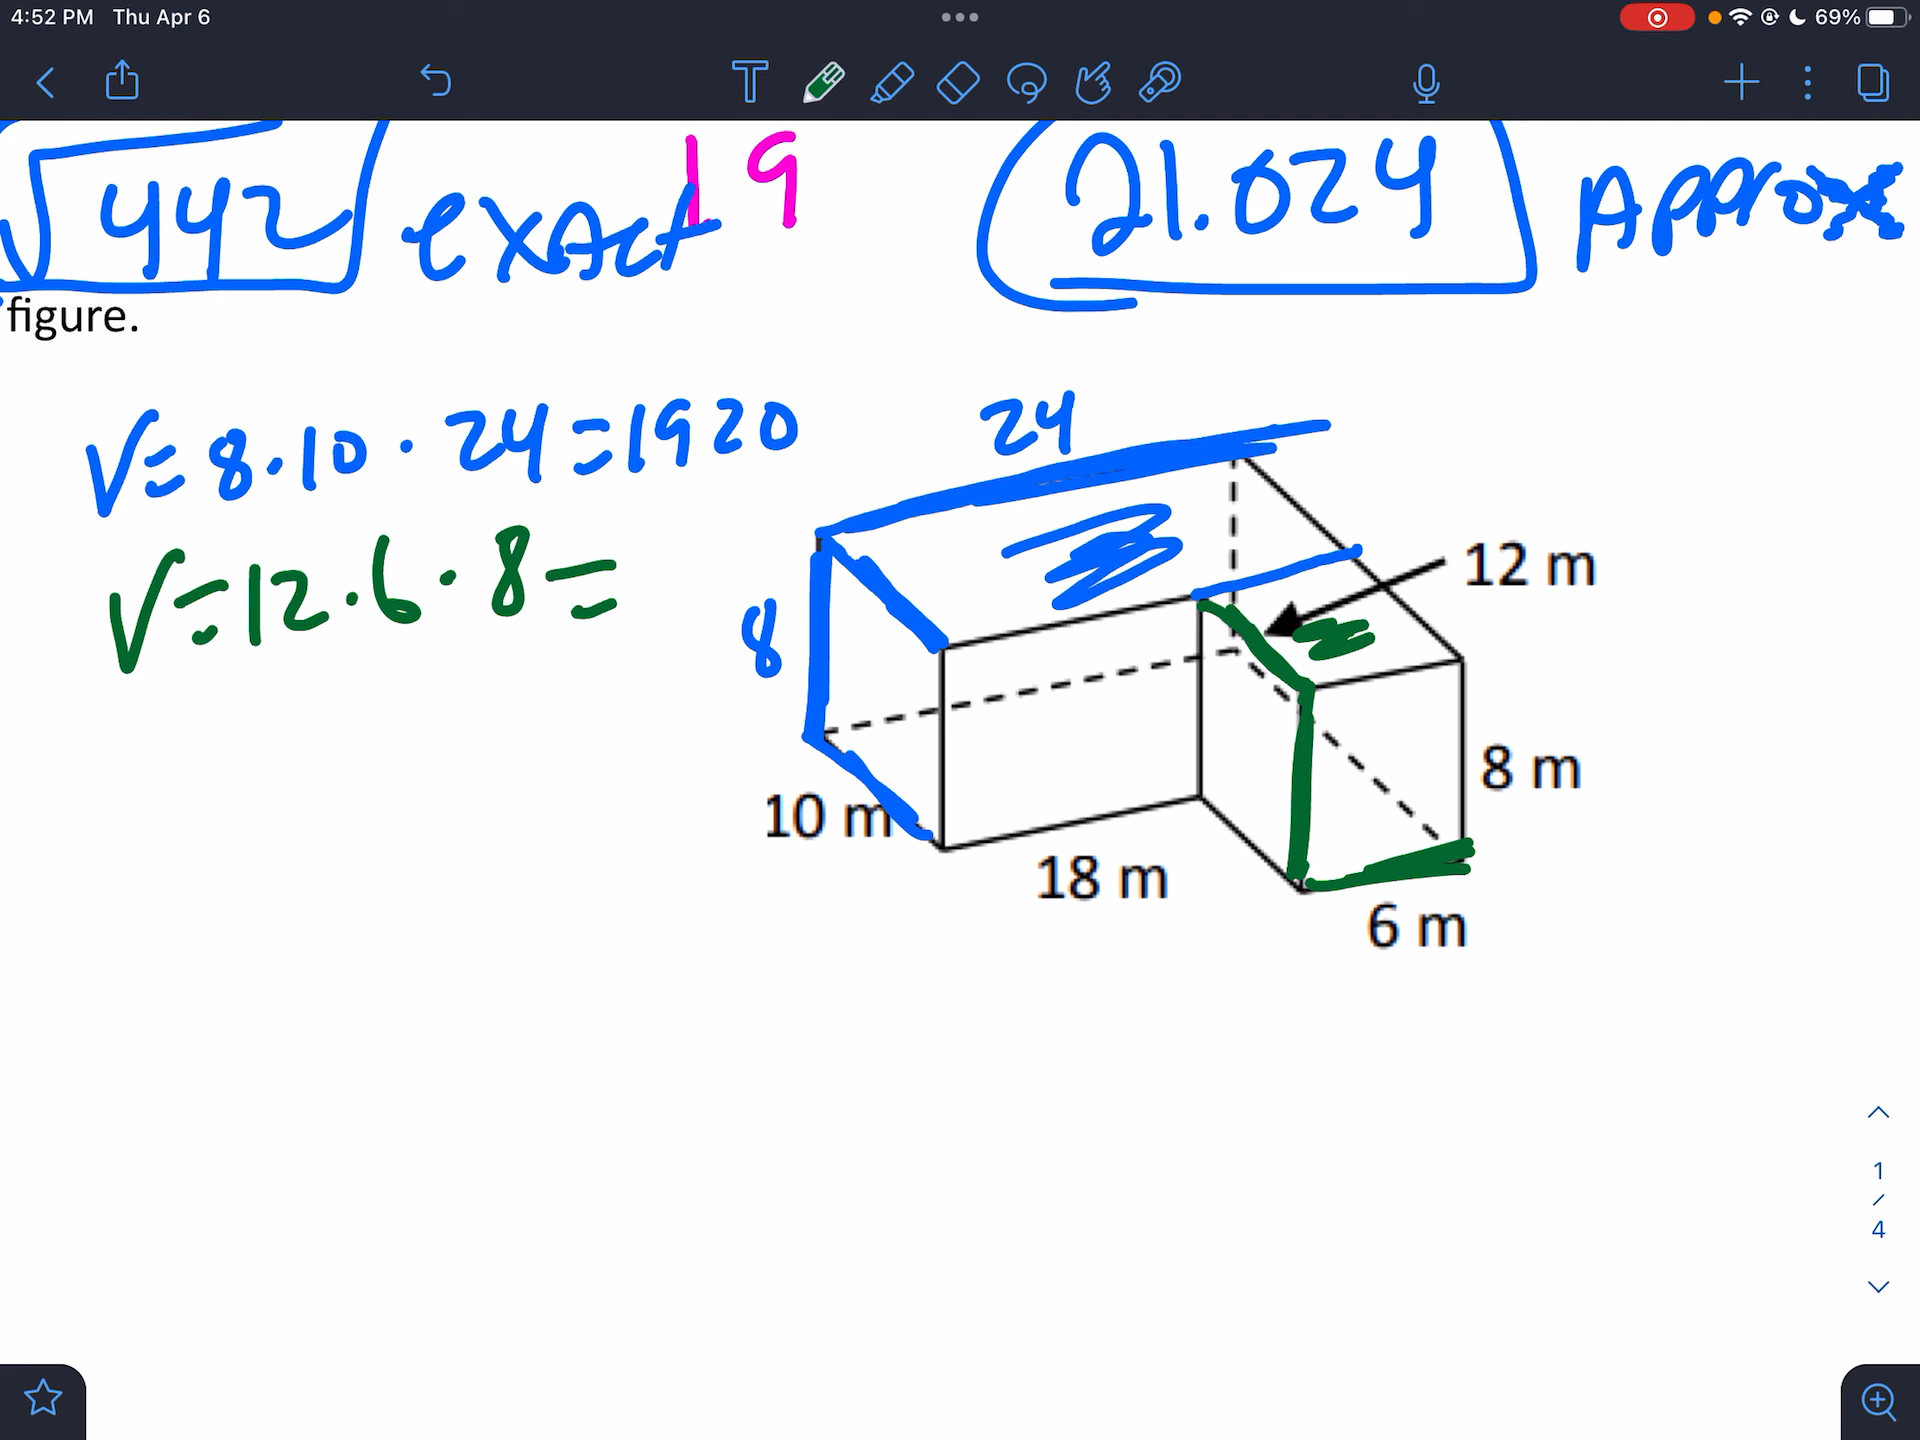 4:52 PM Thu Apr 6
69%
√442 exact 19 21.024 Approx
figure.
V=8·10·24=1920
24
V=12·6·8=
12 m
8
8 m
10 m
18 m
6 m
1
/
4